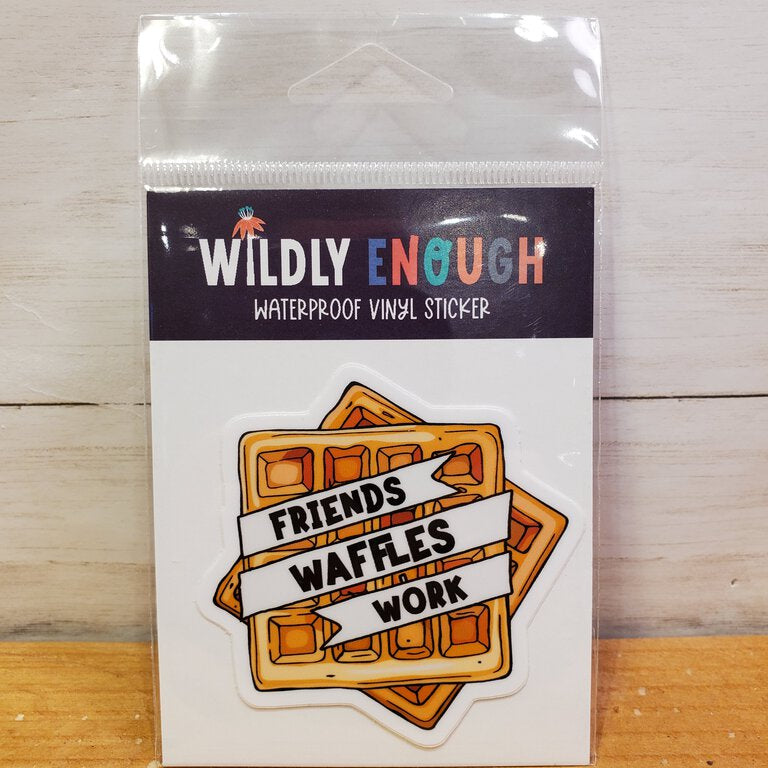 WILDLY ENOUGH
WATERPROOF VINYL STICKER
FRIENDS
WAFFLES
WORK